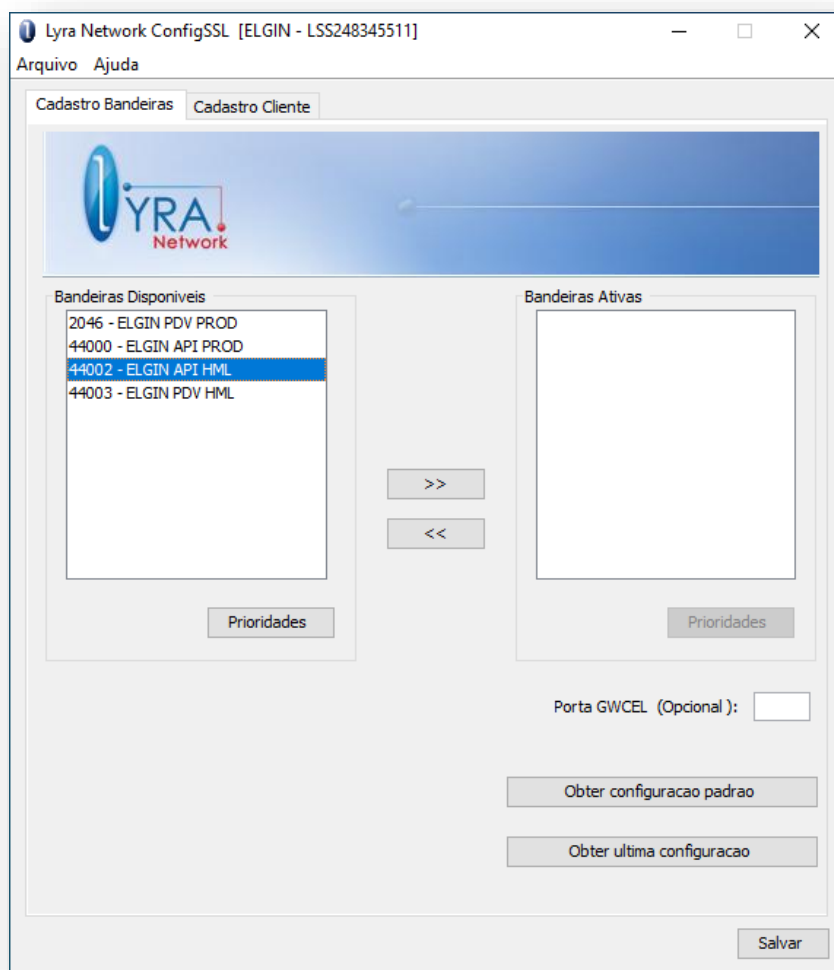 Lyra Network ConfigSSL [ELGIN - LSS248345511]
Arquivo Ajuda
Cadastro Bandeiras Cadastro Cliente
LYRA
Network
Bandeiras Disponiveis
2046 - ELGIN PDV PROD
44000 - ELGIN API PROD
44002 - ELGIN API HML
44003 - ELGIN PDV HML
Prioridades
>>
<<
Bandeiras Ativas
Prioridades
Porta GWCEL (Opcional ):
Obter configuracao padrao
Obter ultima configuracao
Salvar